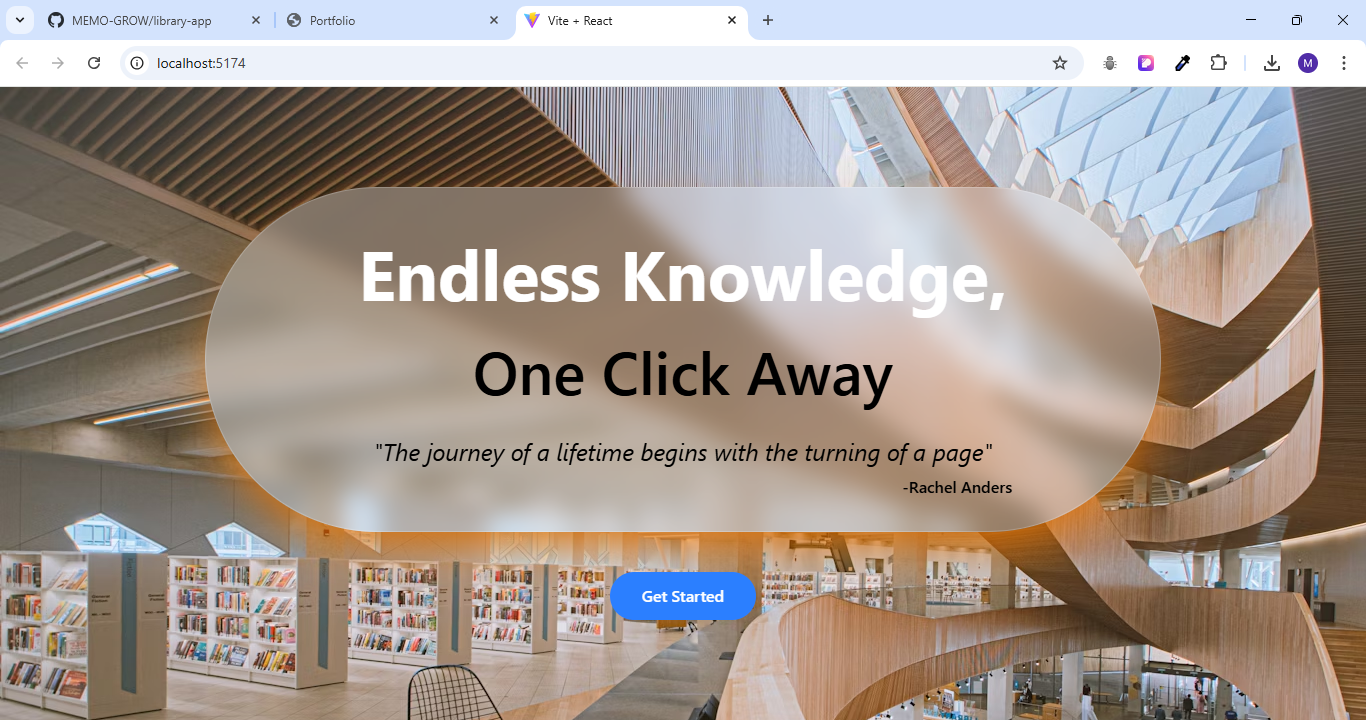 MEMO-GROW/library-app
Portfolio
Vite + React
localhost:5174
M
Endless Knowledge,
One Click Away
"The journey of a lifetime begins with the turning of a page"
-Rachel Anders
Get Started